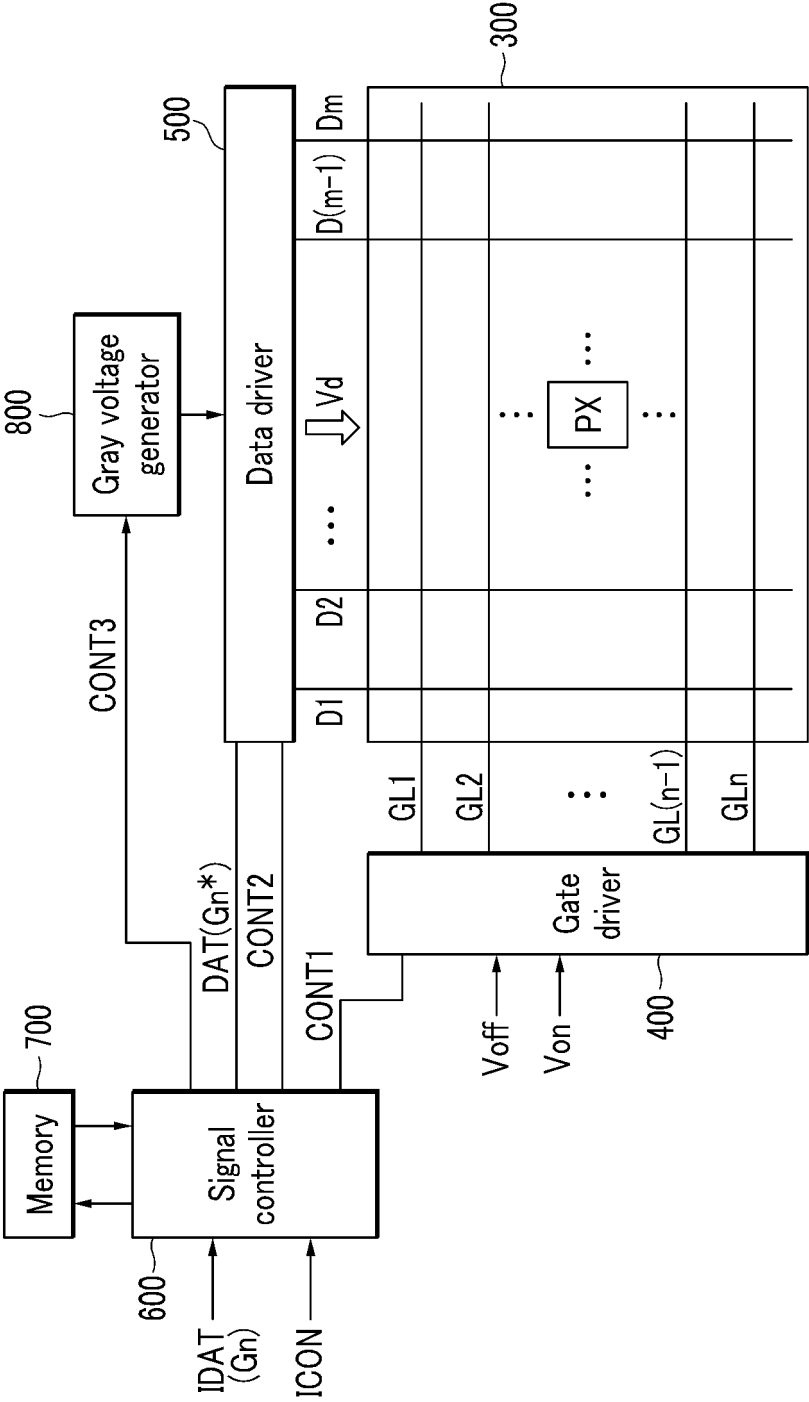 800
Gray voltage
generator
500
Data driver
CONT3
700
Memory
600
Signal
controller
IDAT
(Gn)
ICON
DAT(Gn*)
CONT2
CONT1
D1
D2
...
Vd
D(m-1)
Dm
300
GL1
GL2
...
GL(n-1)
GLn
Voff
Von
Gate
driver
400
...
... PX ...
...